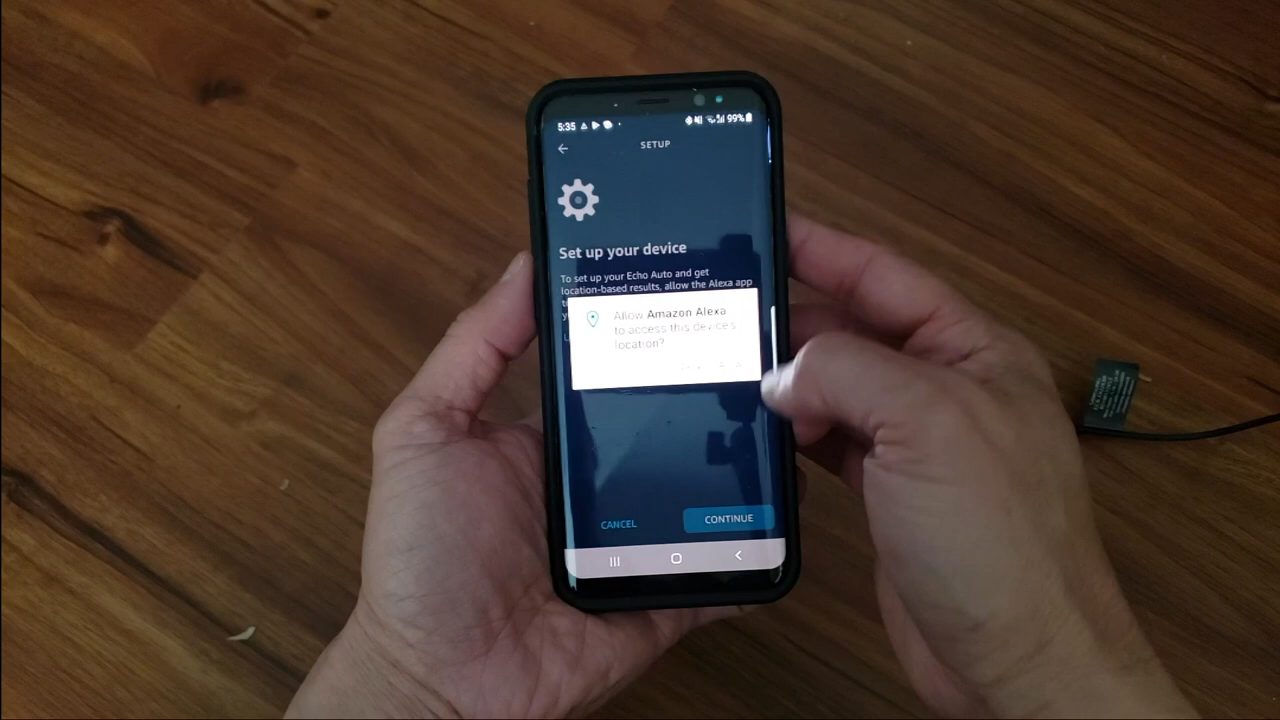 5:35
99%
SETUP
Set up your device
To set up your Echo Auto and get
location-based results, allow the Alexa app
Allow Amazon Alexa
to access this device's
location?
CANCEL
CONTINUE